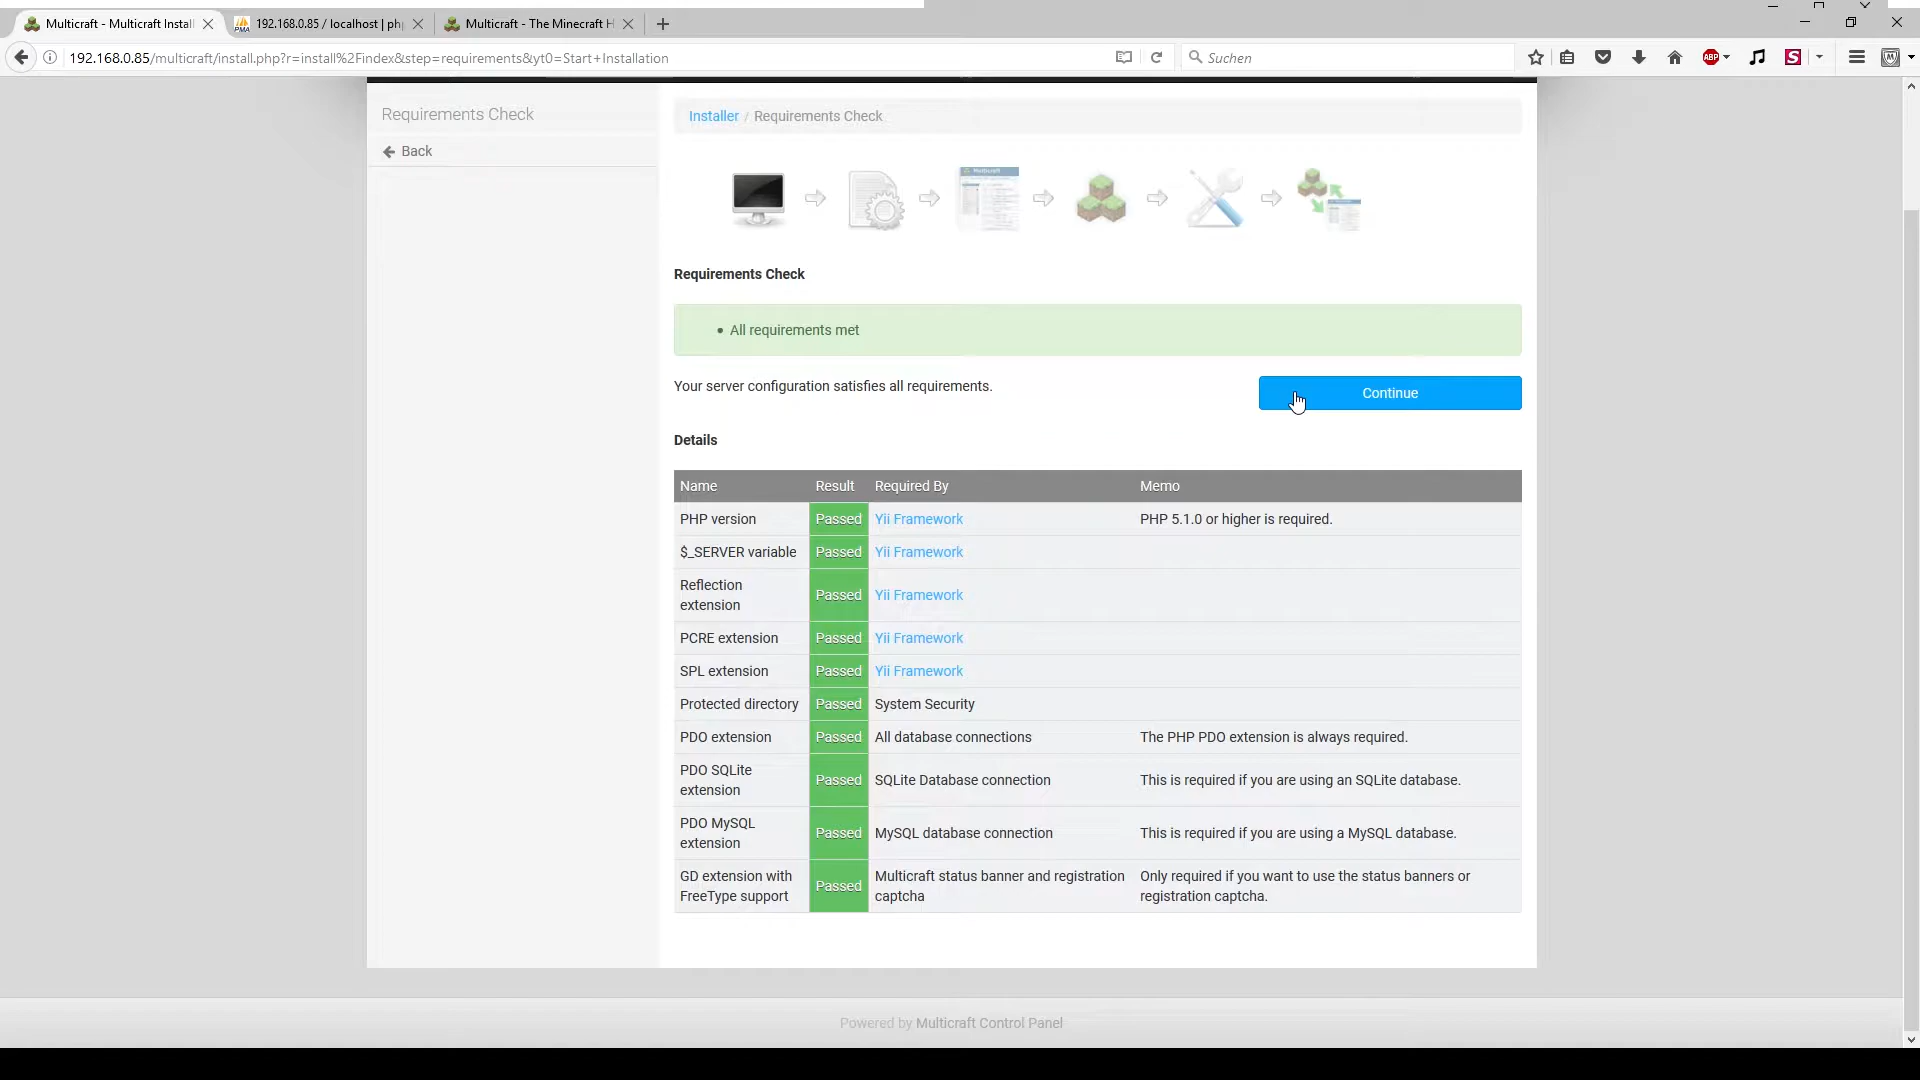 Multicraft - Multicraft Install
192.168.0.85 / localhost | ph
Multicraft - The Minecraft H
192.168.0.85/multicraft/install.php?r=install%2Findex&step=requirements&yt0=Start+Installation
Suchen
ABP
Requirements Check
Back
Installer / Requirements Check
Multicraft
Requirements Check
All requirements met
Your server configuration satisfies all requirements.
Continue
Details
Name Result Required By Memo
PHP version Passed Yii Framework PHP 5.1.0 or higher is required.
$_SERVER variable Passed Yii Framework
Reflection
extension Passed Yii Framework
PCRE extension Passed Yii Framework
SPL extension Passed Yii Framework
Protected directory Passed System Security
PDO extension Passed All database connections The PHP PDO extension is always required.
PDO SQLite
extension Passed SQLite Database connection This is required if you are using an SQLite database.
PDO MySQL
extension Passed MySQL database connection This is required if you are using a MySQL database.
GD extension with
FreeType support Passed Multicraft status banner and registration
captcha Only required if you want to use the status banners or
registration captcha.
Powered by Multicraft Control Panel